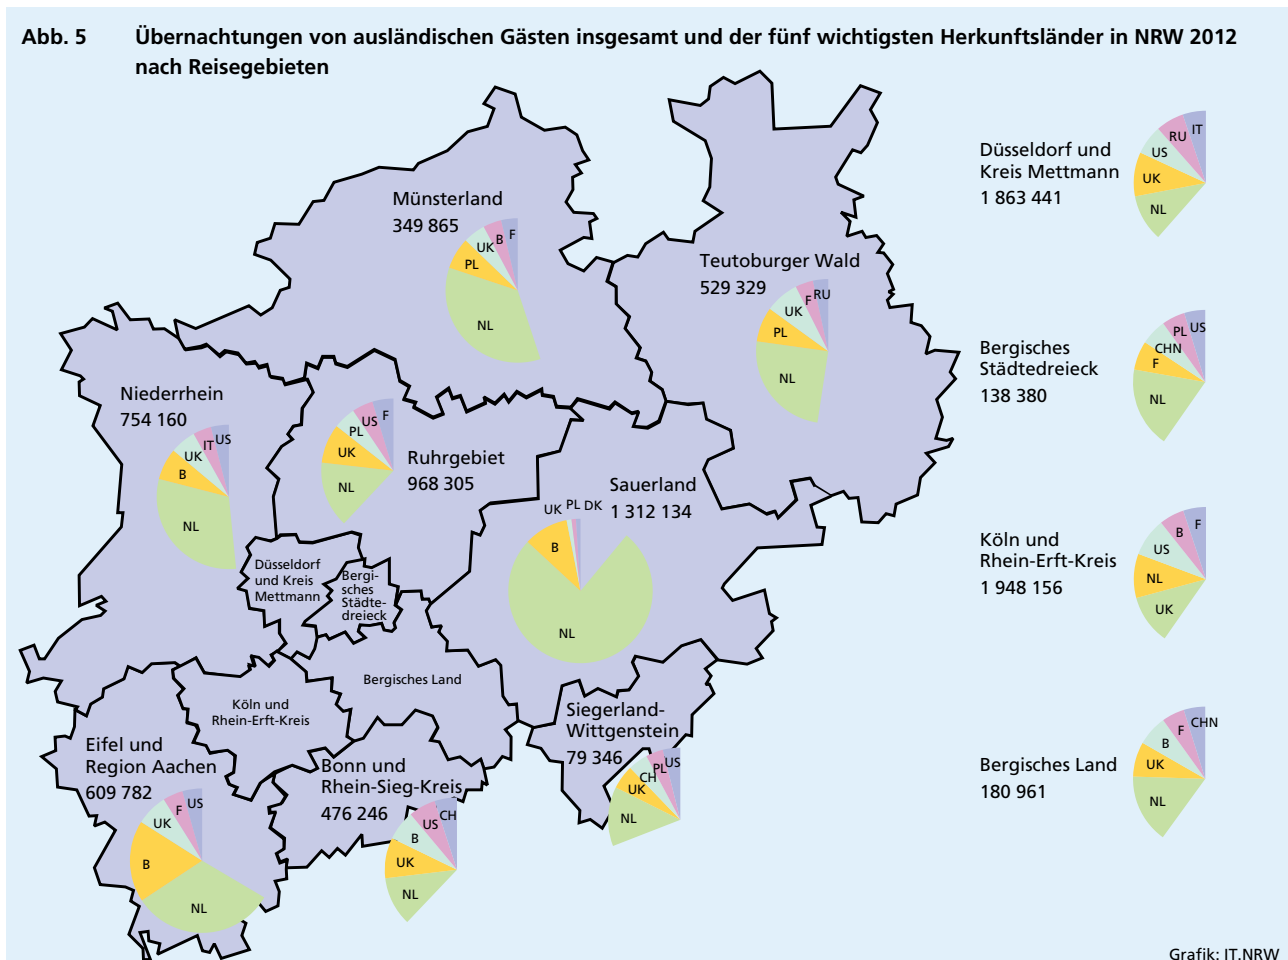 Abb. 5 Übernachtungen von ausländischen Gästen insgesamt und der fünf wichtigsten Herkunftsländer in NRW 2012
nach Reisegebieten
Münsterland
349 865
F
B
UK
PL
NL
Teutoburger Wald
529 329
RU
F
UK
PL
NL
Niederrhein
754 160
US
IT
UK
B
NL
Ruhrgebiet
968 305
F
US
PL
UK
NL
Sauerland
1 312 134
UK PL DK
B
NL
Düsseldorf
und Kreis
Mettmann
Bergi-
sches
Städte-
dreieck
Bergisches Land
Köln und
Rhein-Erft-Kreis
Siegerland-
Wittgenstein
79 346
US
PL
CH
UK
NL
Eifel und
Region Aachen
609 782
US
F
UK
B
NL
Bonn und
Rhein-Sieg-Kreis
476 246
CH
US
B
UK
NL
Düsseldorf und
Kreis Mettmann
1 863 441
IT
RU
US
UK
NL
Bergisches
Städtedreieck
138 380
US
PL
CHN
F
NL
Köln und
Rhein-Erft-Kreis
1 948 156
F
B
US
NL
UK
Bergisches Land
180 961
CHN
F
B
UK
NL
Grafik: IT.NRW